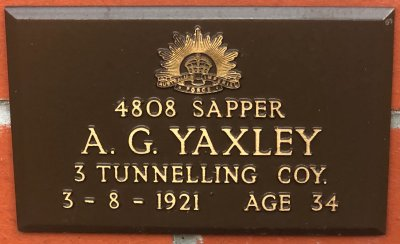 4808 SAPPER
A. G. YAXLEY
3 TUNNELLING COY.
3 - 8 - 1921 AGE 34